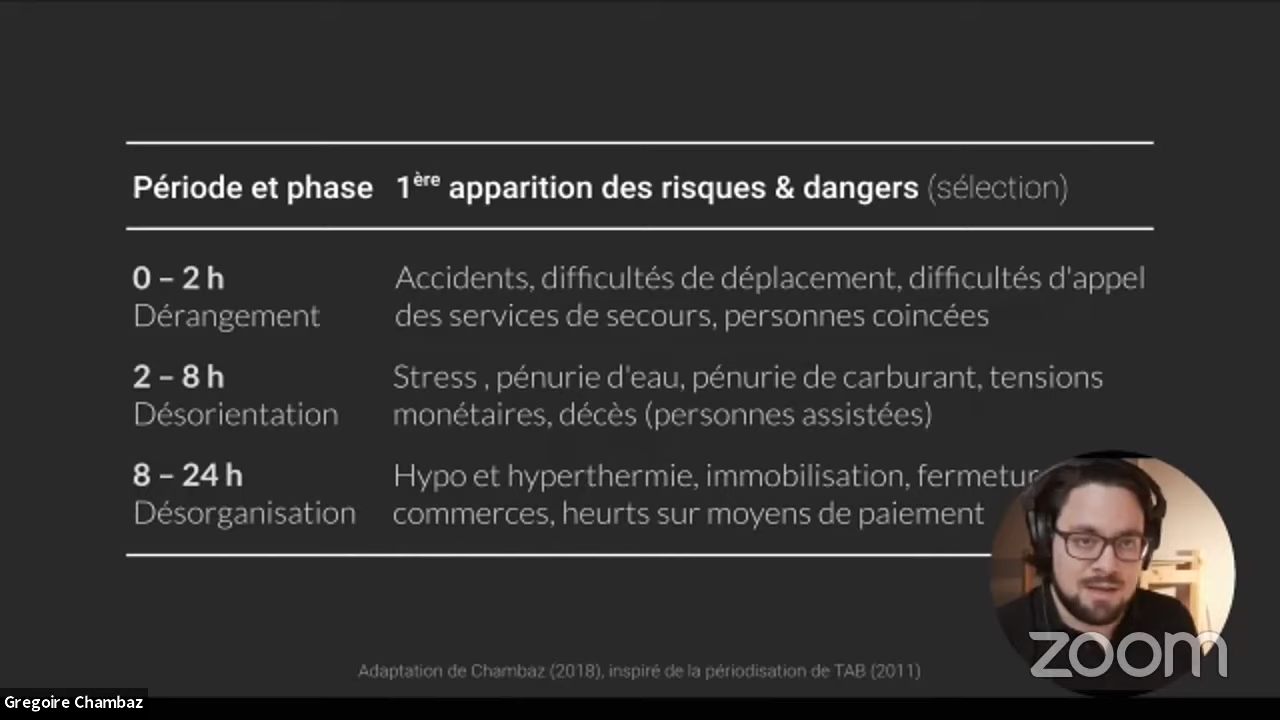 Période et phase 1ère apparition des risques & dangers (sélection)
0 – 2 h
Dérangement
Accidents, difficultés de déplacement, difficultés d'appel
des services de secours, personnes coincées
2 – 8 h
Désorientation
Stress , pénurie d'eau, pénurie de carburant, tensions
monétaires, décès (personnes assistées)
8 – 24 h
Désorganisation
Hypo et hyperthermie, immobilisation,
commerces, heurts sur moyens de paiement
Adaptation de Chambaz (2018), inspiré de la périodisation de TAB (2011)
zoom
Gregoire Chambaz